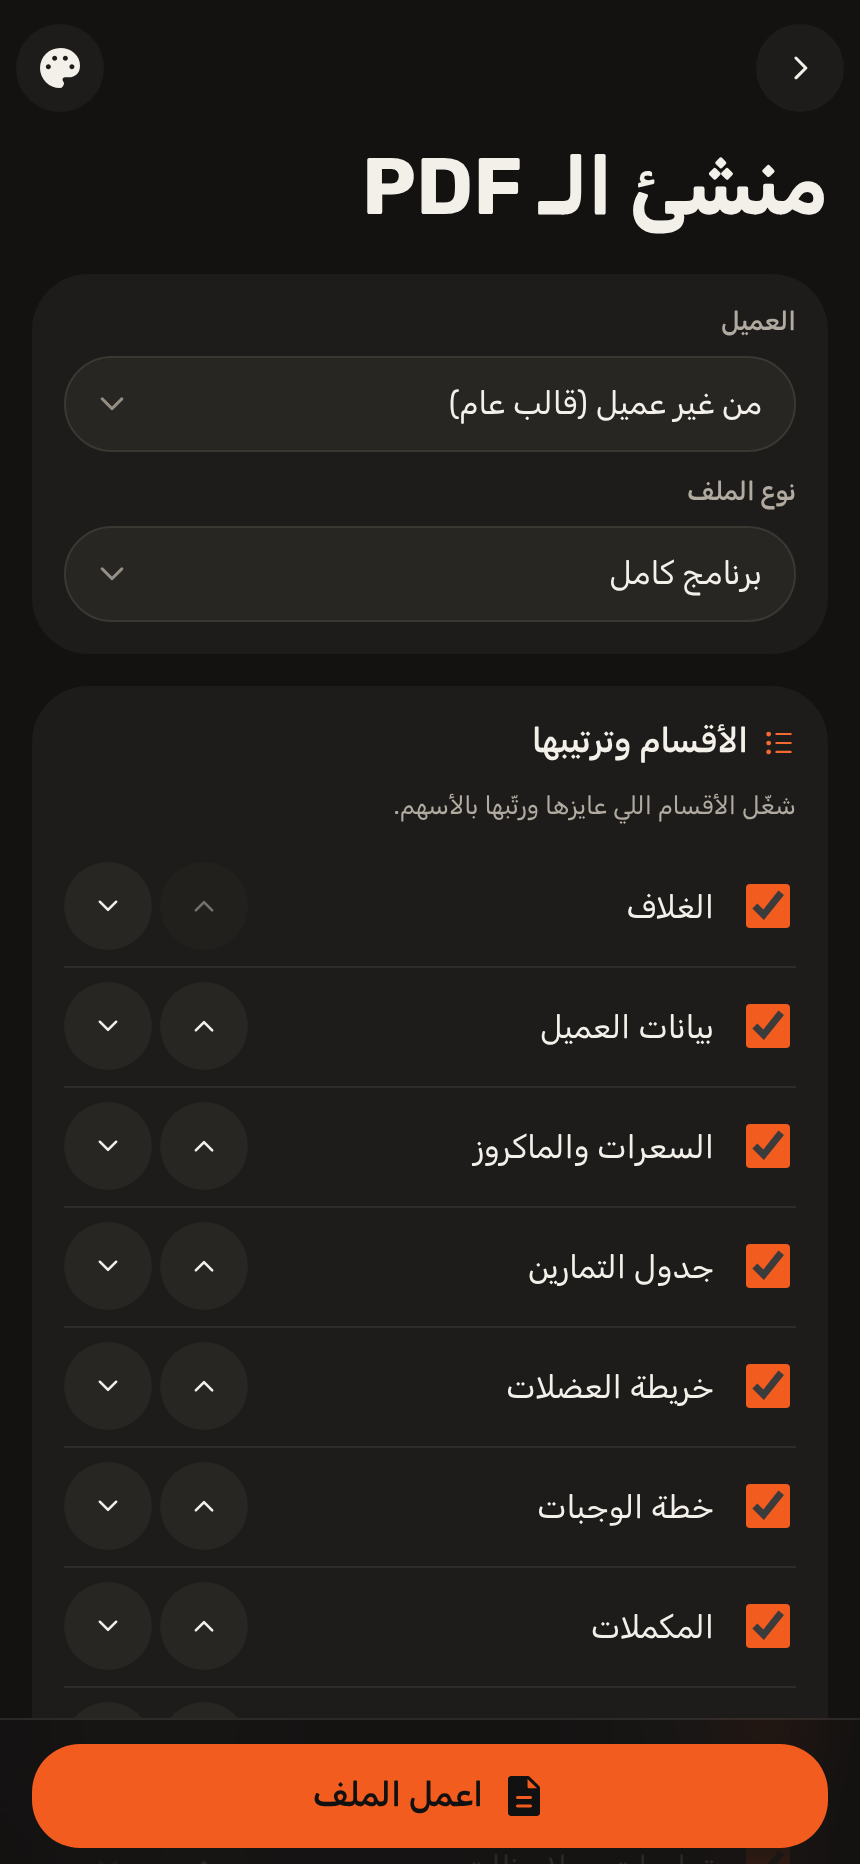 منشئ الـ PDF
العميل
من غير عميل (قالب عام)
نوع الملف
برنامج كامل
الأقسام وترتيبها
شغّل الأقسام اللي عايزها ورتّبها بالأسهم.
الغلاف
بيانات العميل
السعرات والماكروز
جدول التمارين
خريطة العضلات
خطة الوجبات
المكملات
اعمل الملف